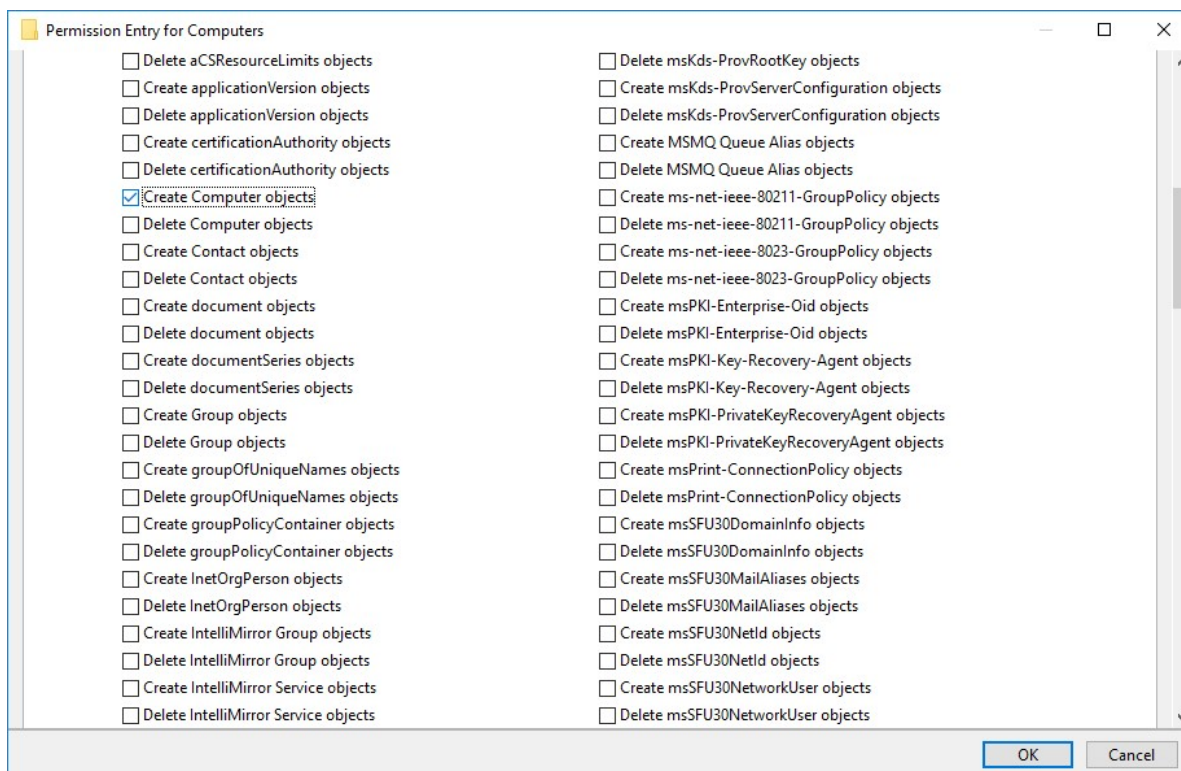 Permission Entry for Computers
Delete aCSResourceLimits objects
Create applicationVersion objects
Delete applicationVersion objects
Create certificationAuthority objects
Delete certificationAuthority objects
Create Computer objects
Delete Computer objects
Create Contact objects
Delete Contact objects
Create document objects
Delete document objects
Create documentSeries objects
Delete documentSeries objects
Create Group objects
Delete Group objects
Create groupOfUniqueNames objects
Delete groupOfUniqueNames objects
Create groupPolicyContainer objects
Delete groupPolicyContainer objects
Create InetOrgPerson objects
Delete InetOrgPerson objects
Create IntelliMirror Group objects
Delete IntelliMirror Group objects
Create IntelliMirror Service objects
Delete IntelliMirror Service objects
Delete msKds-ProvRootKey objects
Create msKds-ProvServerConfiguration objects
Delete msKds-ProvServerConfiguration objects
Create MSMQ Queue Alias objects
Delete MSMQ Queue Alias objects
Create ms-net-ieee-80211-GroupPolicy objects
Delete ms-net-ieee-80211-GroupPolicy objects
Create ms-net-ieee-8023-GroupPolicy objects
Delete ms-net-ieee-8023-GroupPolicy objects
Create msPKI-Enterprise-Oid objects
Delete msPKI-Enterprise-Oid objects
Create msPKI-Key-Recovery-Agent objects
Delete msPKI-Key-Recovery-Agent objects
Create msPKI-PrivateKeyRecoveryAgent objects
Delete msPKI-PrivateKeyRecoveryAgent objects
Create msPrint-ConnectionPolicy objects
Delete msPrint-ConnectionPolicy objects
Create msSFU30DomainInfo objects
Delete msSFU30DomainInfo objects
Create msSFU30MailAliases objects
Delete msSFU30MailAliases objects
Create msSFU30NetId objects
Delete msSFU30NetId objects
Create msSFU30NetworkUser objects
Delete msSFU30NetworkUser objects
OK
Cancel